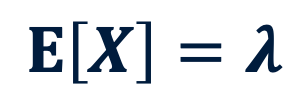 E[X] = λ